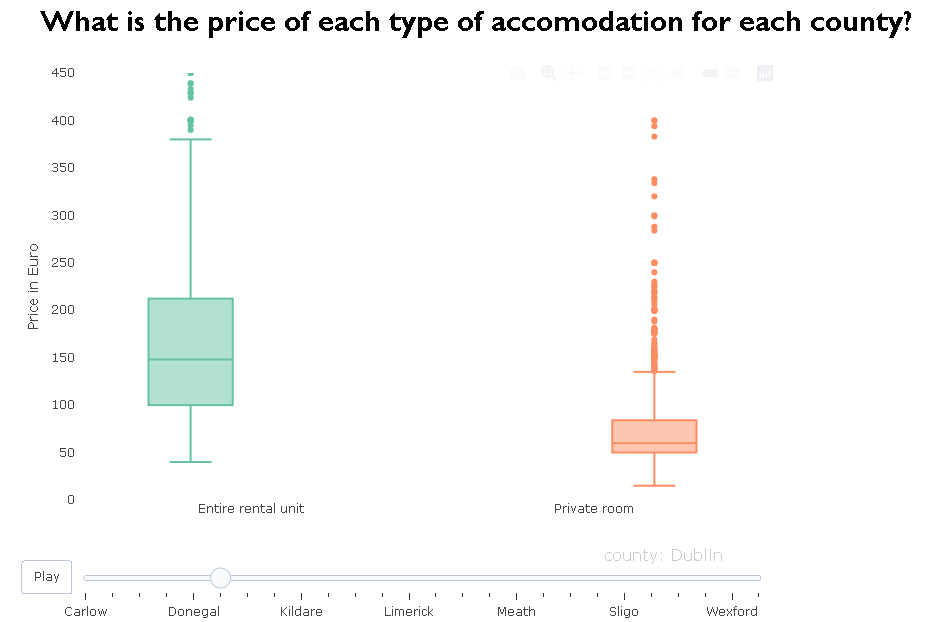 What is the price of each type of accomodation for each county?
450
400
350
300
250
200
150
100
50
0
Price in Euro
Entire rental unit
Private room
county: Dublin
Play
Carlow
Donegal
Kildare
Limerick
Meath
Sligo
Wexford